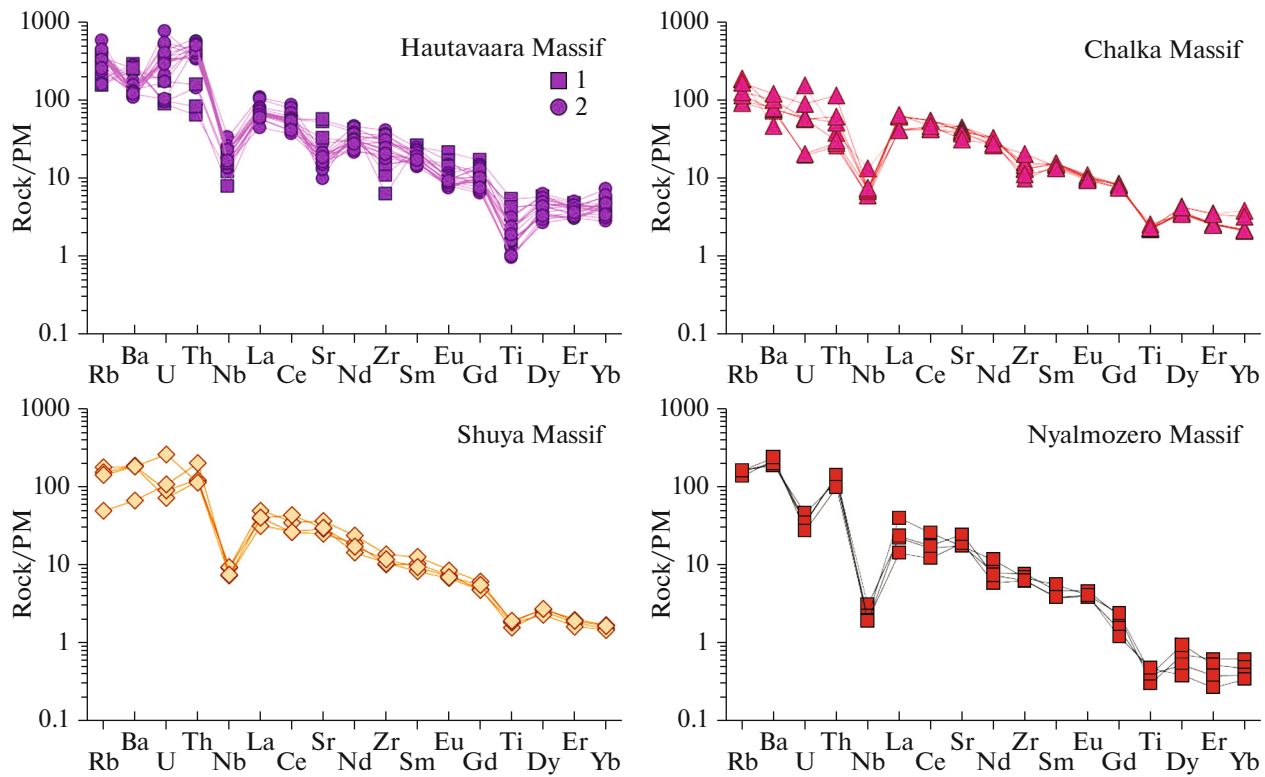 1000
100
10
1
0.1
Rock/PM
Hautavaara Massif
1
2
Rb Ba U Th Nb La Ce Sr Nd Zr Sm Eu Gd Ti Dy Er Yb
1000
100
10
1
0.1
Rock/PM
Chalka Massif
Rb Ba U Th Nb La Ce Sr Nd Zr Sm Eu Gd Ti Dy Er Yb
1000
100
10
1
0.1
Rock/PM
Shuya Massif
Rb Ba U Th Nb La Ce Sr Nd Zr Sm Eu Gd Ti Dy Er Yb
1000
100
10
1
0.1
Rock/PM
Nyalmozero Massif
Rb Ba U Th Nb La Ce Sr Nd Zr Sm Eu Gd Ti Dy Er Yb